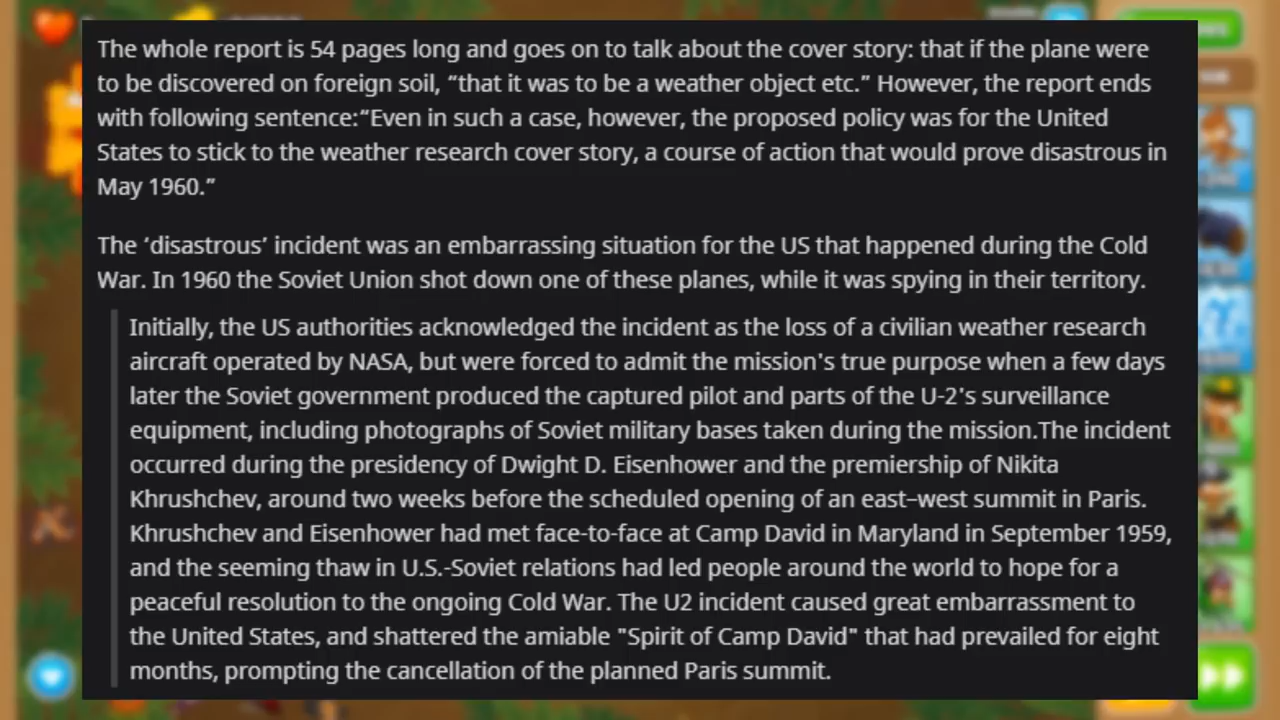 The whole report is 54 pages long and goes on to talk about the cover story: that if the plane were
to be discovered on foreign soil, “that it was to be a weather object etc.” However, the report ends
with following sentence:“Even in such a case, however, the proposed policy was for the United
States to stick to the weather research cover story, a course of action that would prove disastrous in
May 1960.”
The ‘disastrous’ incident was an embarrassing situation for the US that happened during the Cold
War. In 1960 the Soviet Union shot down one of these planes, while it was spying in their territory.
Initially, the US authorities acknowledged the incident as the loss of a civilian weather research
aircraft operated by NASA, but were forced to admit the mission's true purpose when a few days
later the Soviet government produced the captured pilot and parts of the U-2's surveillance
equipment, including photographs of Soviet military bases taken during the mission.The incident
occurred during the presidency of Dwight D. Eisenhower and the premiership of Nikita
Khrushchev, around two weeks before the scheduled opening of an east–west summit in Paris.
Khrushchev and Eisenhower had met face-to-face at Camp David in Maryland in September 1959,
and the seeming thaw in U.S.-Soviet relations had led people around the world to hope for a
peaceful resolution to the ongoing Cold War. The U2 incident caused great embarrassment to
the United States, and shattered the amiable "Spirit of Camp David" that had prevailed for eight
months, prompting the cancellation of the planned Paris summit.